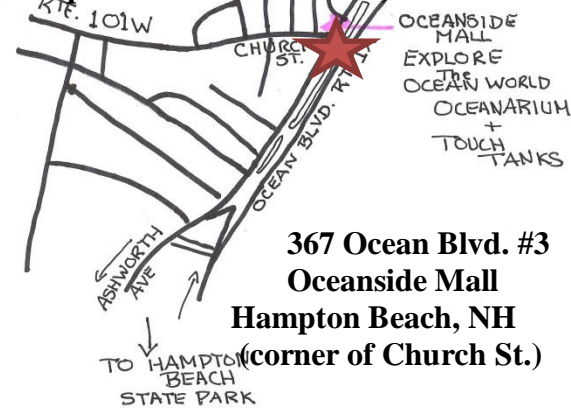 RTE. 101W
CHURCH
ST.
OCEANSIDE
MALL
EXPLORE
The
OCEAN WORLD
OCEANARIUM
+
TOUCH
TANKS
OCEAN BLVD.
ASHWORTH
AVE
367 Ocean Blvd. #3
Oceanside Mall
Hampton Beach, NH
(corner of Church St.)
TO HAMPTON
BEACH
STATE PARK